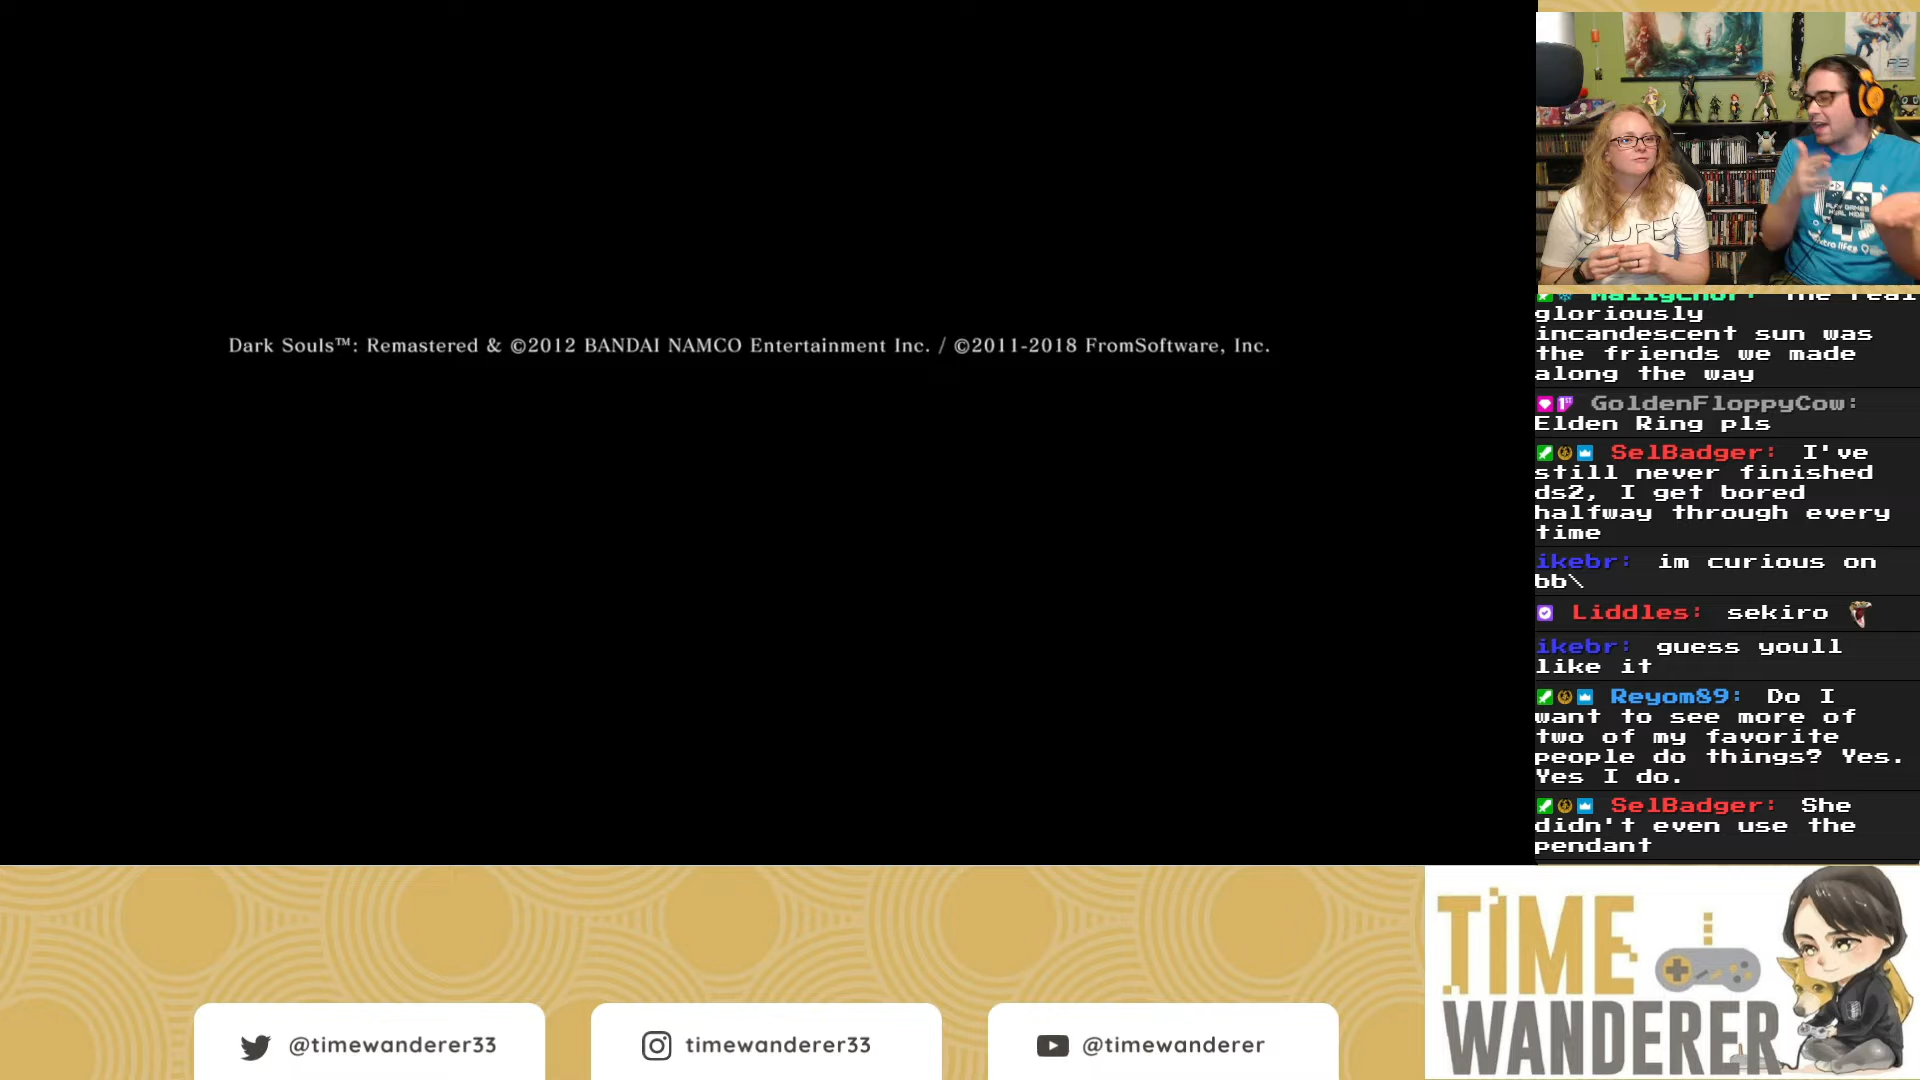 Dark Souls™: Remastered & ©2012 BANDAI NAMCO Entertainment Inc. / ©2011-2018 FromSoftware, Inc.
gloriously
incandescent sun was
the friends we made
along the way
GoldenFloppyCow:
Elden Ring pls
SelBadger: I've
still never finished
ds2, I get bored
halfway through every
time
ikebr: im curious on
bb\
Liddles: sekiro
ikebr: guess youll
like it
Reyom89: Do I
want to see more of
two of my favorite
people do things? Yes.
Yes I do.
SelBadger: She
didn't even use the
pendant
@timewanderer33
timewanderer33
@timewanderer
TIME
WANDERER